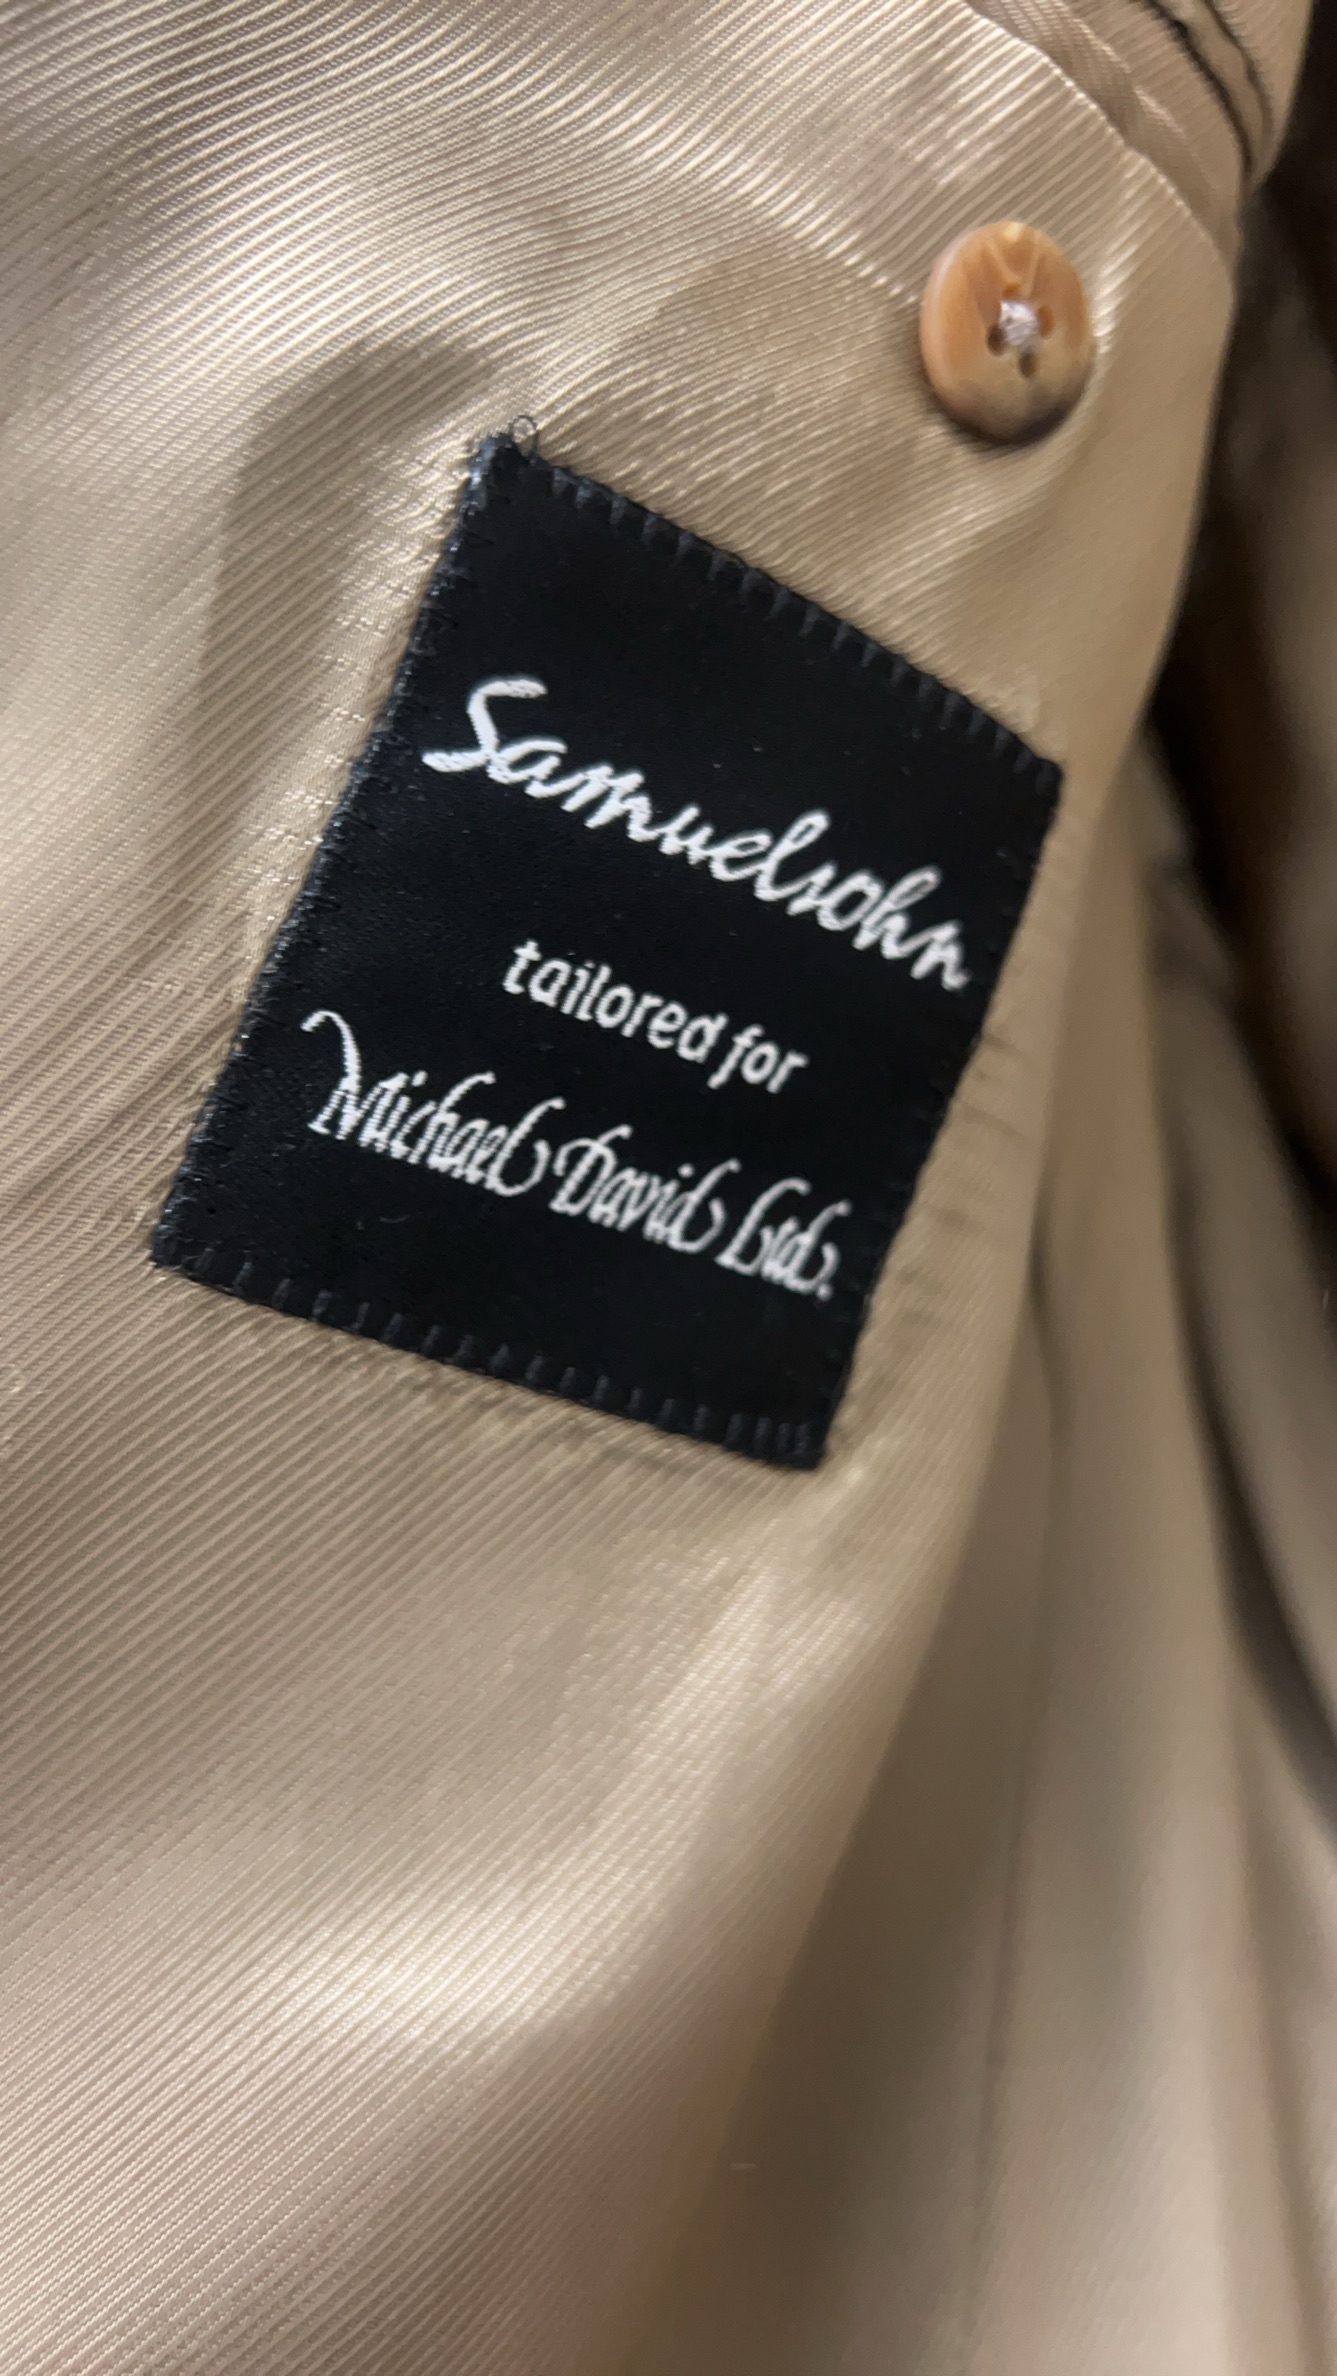 Samuelsohn
tailored for
Michael David Ltd.